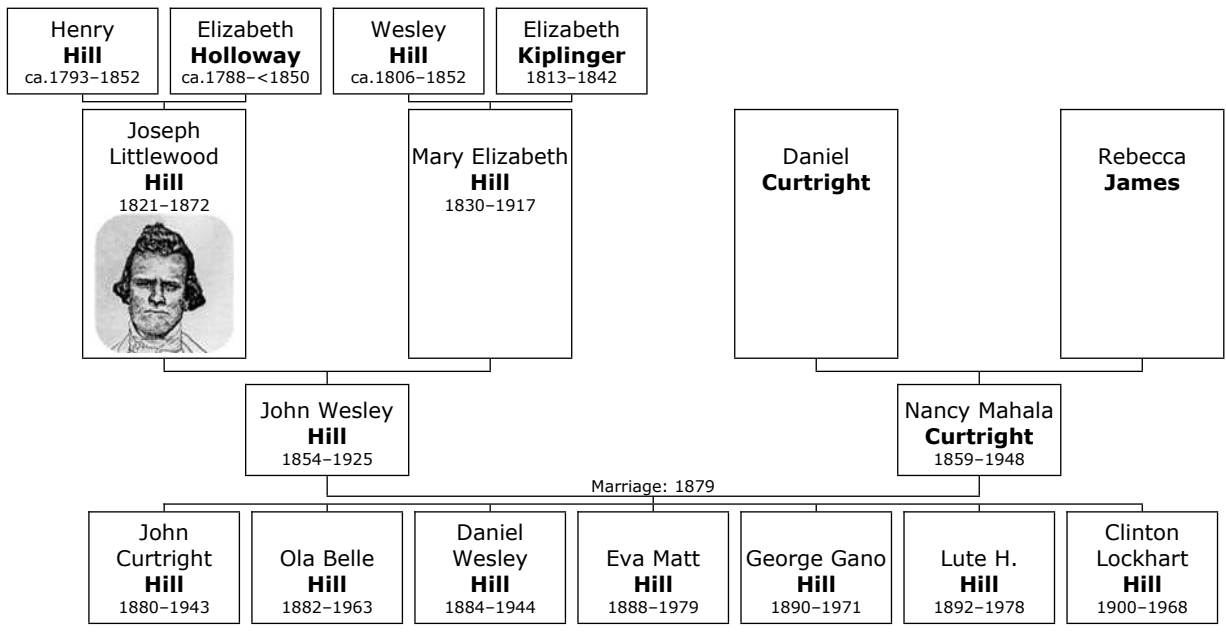 Henry
Hill
ca.1793–1852
Elizabeth
Holloway
ca.1788–<1850
Wesley
Hill
ca.1806–1852
Elizabeth
Kiplinger
1813–1842
Joseph
Littlewood
Hill
1821–1872
Mary Elizabeth
Hill
1830–1917
Daniel
Curtright
Rebecca
James
John Wesley
Hill
1854–1925
Nancy Mahala
Curtright
1859–1948
Marriage: 1879
John
Curtright
Hill
1880–1943
Ola Belle
Hill
1882–1963
Daniel
Wesley
Hill
1884–1944
Eva Matt
Hill
1888–1979
George Gano
Hill
1890–1971
Lute H.
Hill
1892–1978
Clinton
Lockhart
Hill
1900–1968